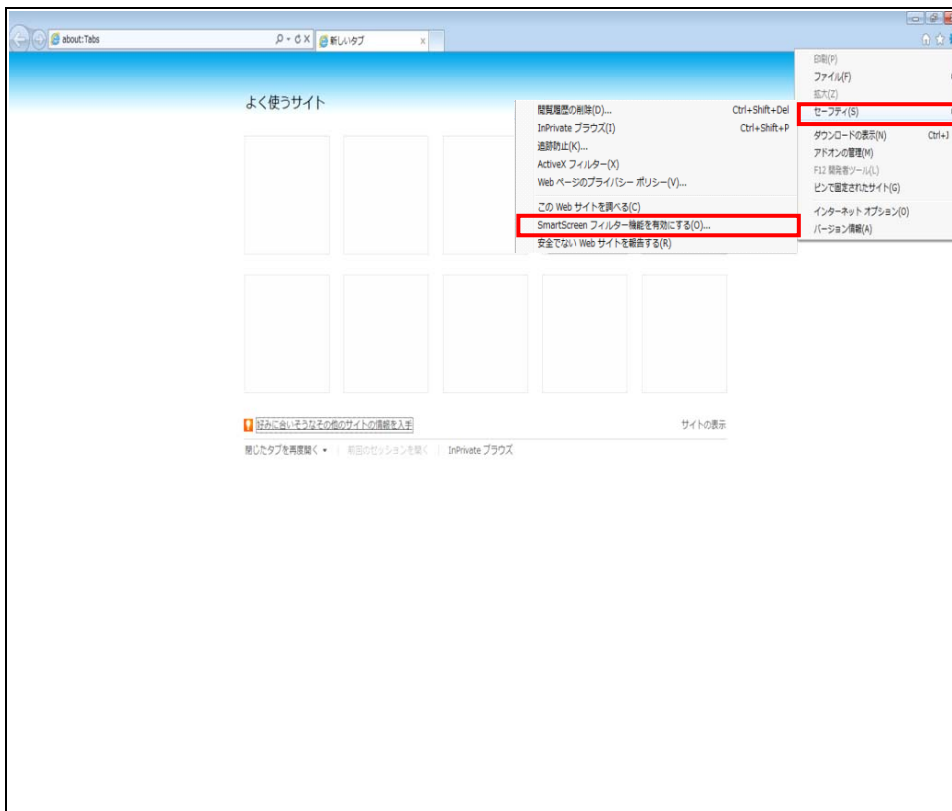 about:Tabs
新しいタブ
印刷(P)
ファイル(F)
拡大(Z)
セーフティ(S)
ダウンロードの表示(N) Ctrl+J
アドオンの管理(M)
F12 開発者ツール(L)
ピンで固定されたサイト(G)
インターネット オプション(O)
バージョン情報(A)
閲覧履歴の削除(D)... Ctrl+Shift+Del
InPrivate ブラウズ(I) Ctrl+Shift+P
追跡防止(K)...
ActiveX フィルター(X)
Web ページのプライバシー ポリシー(V)...
この Web サイトを調べる(C)
SmartScreen フィルター機能を有効にする(O)...
安全でない Web サイトを報告する(R)
よく使うサイト
好みに合いそうなその他のサイトの情報を入手
サイトの表示
閉じたタブを再度開く
前回のセッションを開く
InPrivate ブラウズ